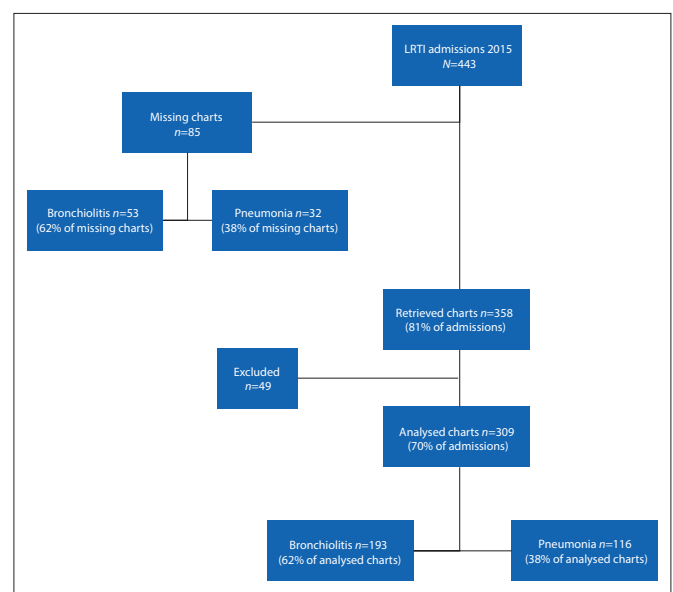 LRTI admissions 2015
N=443
Missing charts
n=85
Bronchiolitis n=53
(62% of missing charts)
Pneumonia n=32
(38% of missing charts)
Retrieved charts n=358
(81% of admissions)
Excluded
n=49
Analysed charts n=309
(70% of admissions)
Bronchiolitis n=193
(62% of analysed charts)
Pneumonia n=116
(38% of analysed charts)